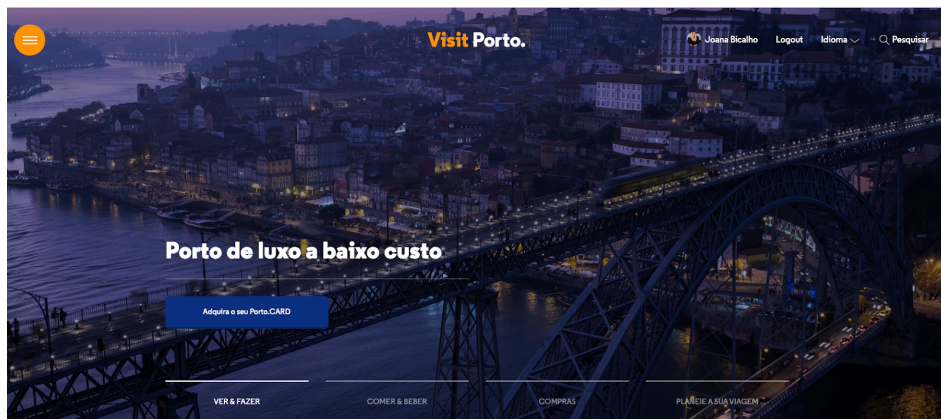 Visit Porto.
Joana Bicalho
Logout
Idioma
Pesquisar
Porto de luxo a baixo custo
Adquira o seu Porto.CARD
VER & FAZER
COMER & BEBER
COMPRAS
PLANEIE A SUA VIAGEM